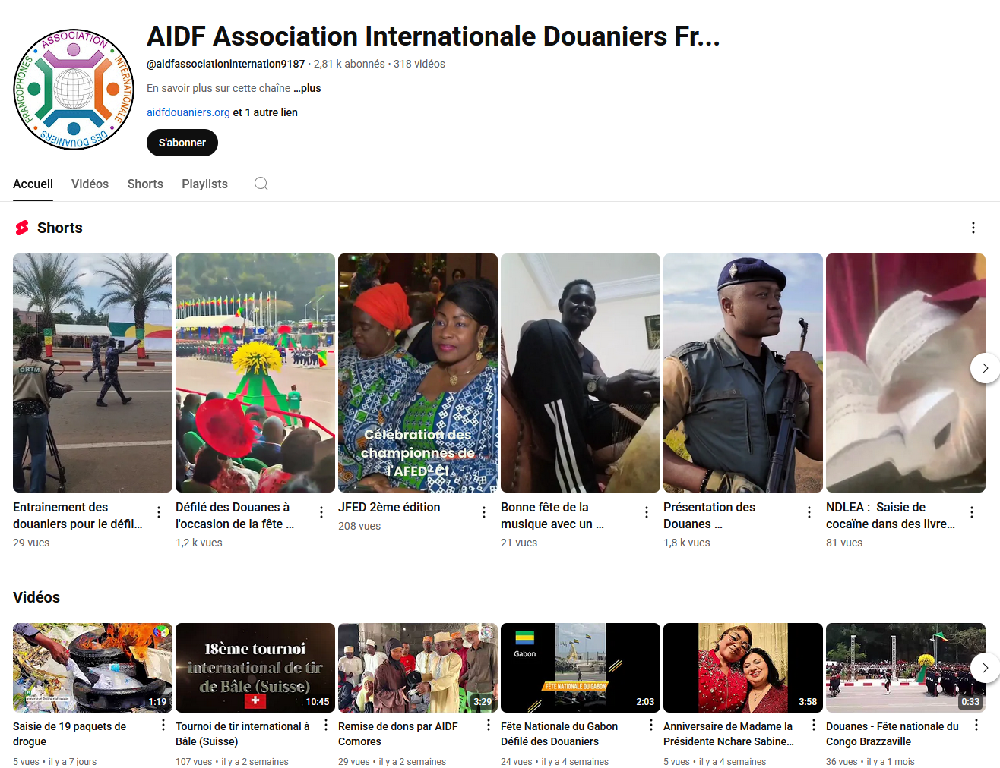 AIDF Association Internationale Douaniers Fr...
@aidfassociationinternation9187 · 2,81 k abonnés · 318 vidéos
En savoir plus sur cette chaîne ...plus
aidfdouaniers.org et 1 autre lien
S'abonner
ASSOCIATION
INTERNATIONALE
DES DOUANIERS
FRANCOPHONES
Accueil
Vidéos
Shorts
Playlists
Shorts
ORTM
Célébration des
championnes de
l'AFED-CI
Entrainement des
douaniers pour le défil...
29 vues
Défilé des Douanes à
l'occasion de la fête ...
1,2 k vues
JFED 2ème édition
208 vues
Bonne fête de la
musique avec un ...
21 vues
Présentation des
Douanes ...
1,8 k vues
NDLEA : Saisie de
cocaïne dans des livre...
81 vues
Vidéos
1:19
18ème tournoi
international de tir
de Bâle (Suisse)
10:45
3:29
Gabon
FÊTE NATIONALE DU GABON
2:03
3:58
0:33
Saisie de 19 paquets de
drogue
5 vues • il y a 7 jours
Tournoi de tir international à
Bâle (Suisse)
107 vues • il y a 2 semaines
Remise de dons par AIDF
Comores
29 vues • il y a 2 semaines
Fête Nationale du Gabon
Défilé des Douaniers
24 vues • il y a 4 semaines
Anniversaire de Madame la
Présidente Nchare Sabine...
5 vues • il y a 4 semaines
Douanes - Fête nationale du
Congo Brazzaville
36 vues • il y a 1 mois